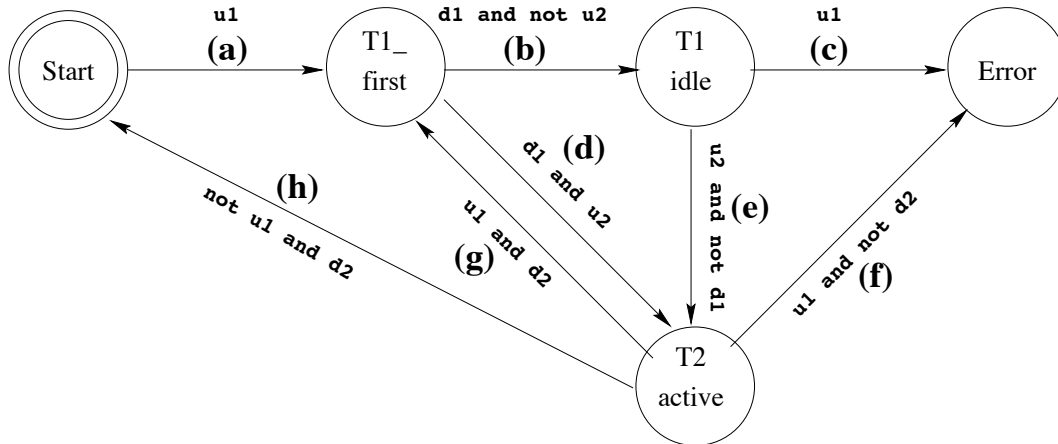 u1
d1 and not u2
u1
(a)
(b)
(c)
Start
T1_
first
T1
idle
Error
(d)
d1 and u2
u2 and not d1
(e)
(h)
not u1 and d2
u1 and d2
(g)
u1 and not d2
(f)
T2
active